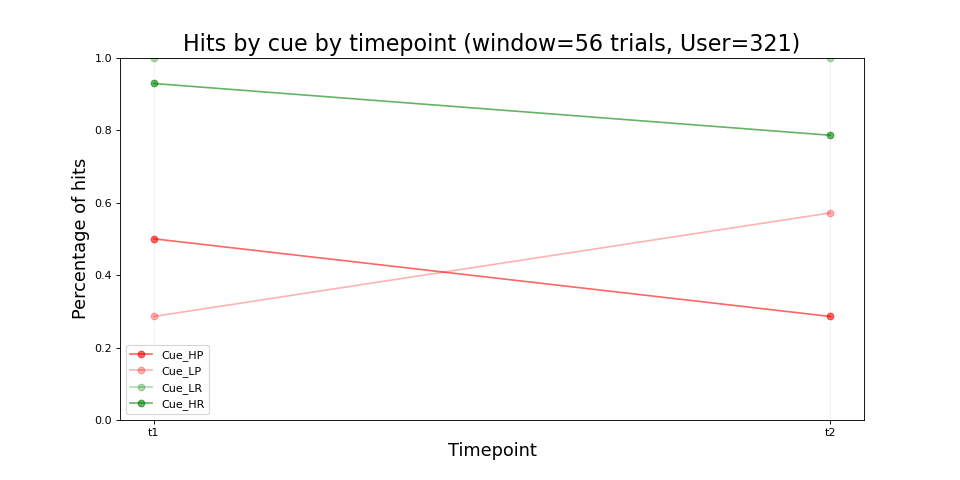 Hits by cue by timepoint (window=56 trials, User=321)
1.0
0.8
0.6
0.4
0.2
0.0
Percentage of hits
Cue_HP
Cue_LP
Cue_LR
Cue_HR
t1
t2
Timepoint